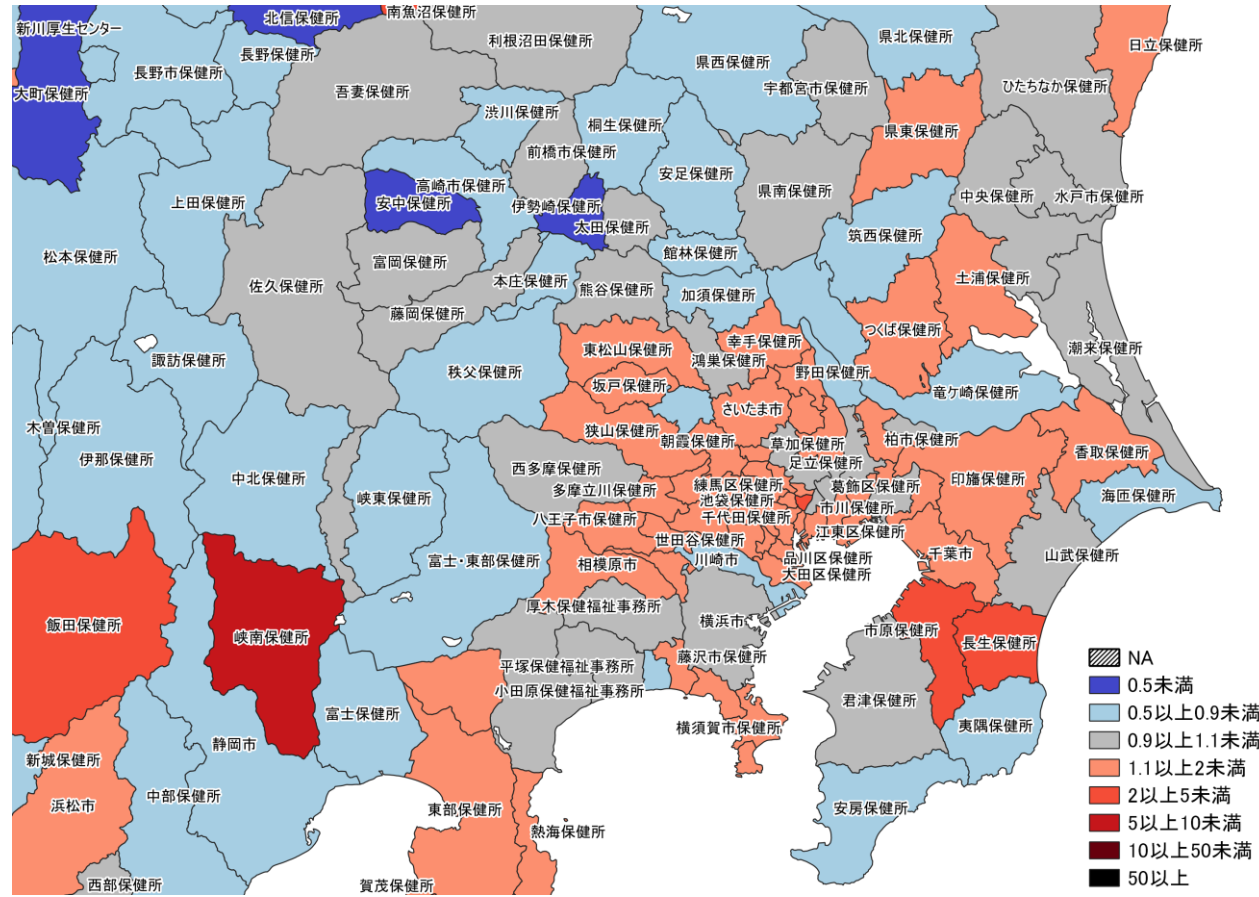 新川厚生センター
北信保健所
南魚沼保健所
利根沼田保健所
県北保健所
日立保健所
長野保健所
長野市保健所
県西保健所
大町保健所
吾妻保健所
宇都宮市保健所
ひたちなか保健所
渋川保健所
桐生保健所
県東保健所
前橋市保健所
安足保健所
高崎市保健所
県南保健所
中央保健所
水戸市保健所
上田保健所
安中保健所
伊勢崎保健所
太田保健所
筑西保健所
松本保健所
富岡保健所
館林保健所
本庄保健所
土浦保健所
佐久保健所
熊谷保健所
加須保健所
藤岡保健所
つくば保健所
幸手保健所
東松山保健所
鴻巣保健所
潮来保健所
諏訪保健所
秩父保健所
野田保健所
坂戸保健所
竜ケ崎保健所
さいたま市
木曽保健所
狭山保健所
朝霞保健所
草加保健所
柏市保健所
伊那保健所
香取保健所
西多摩保健所
足立保健所
中北保健所
峡東保健所
練馬区保健所
葛飾区保健所
印旛保健所
多摩立川保健所
池袋保健所
海匝保健所
市川保健所
八王子市保健所
千代田保健所
江東区保健所
世田谷保健所
富士・東部保健所
川崎市
品川区保健所
千葉市
山武保健所
相模原市
大田区保健所
厚木保健福祉事務所
飯田保健所
峡南保健所
横浜市
市原保健所
長生保健所
藤沢市保健所
平塚保健福祉事務所
小田原保健福祉事務所
君津保健所
富士保健所
横須賀市保健所
夷隅保健所
静岡市
新城保健所
中部保健所
浜松市
東部保健所
安房保健所
熱海保健所
西部保健所
賀茂保健所
NA
0.5未満
0.5以上0.9未満
0.9以上1.1未満
1.1以上2未満
2以上5未満
5以上10未満
10以上50未満
50以上